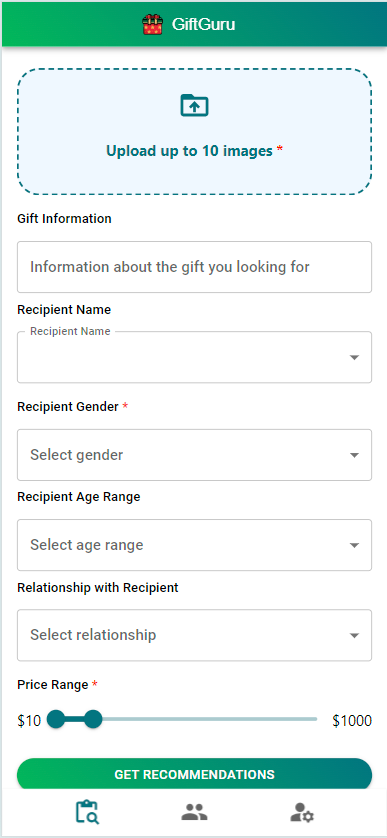 GiftGuru
Upload up to 10 images *
Gift Information
Information about the gift you looking for
Recipient Name
Recipient Name
Recipient Gender *
Select gender
Recipient Age Range
Select age range
Relationship with Recipient
Select relationship
Price Range *
$10 $1000
GET RECOMMENDATIONS